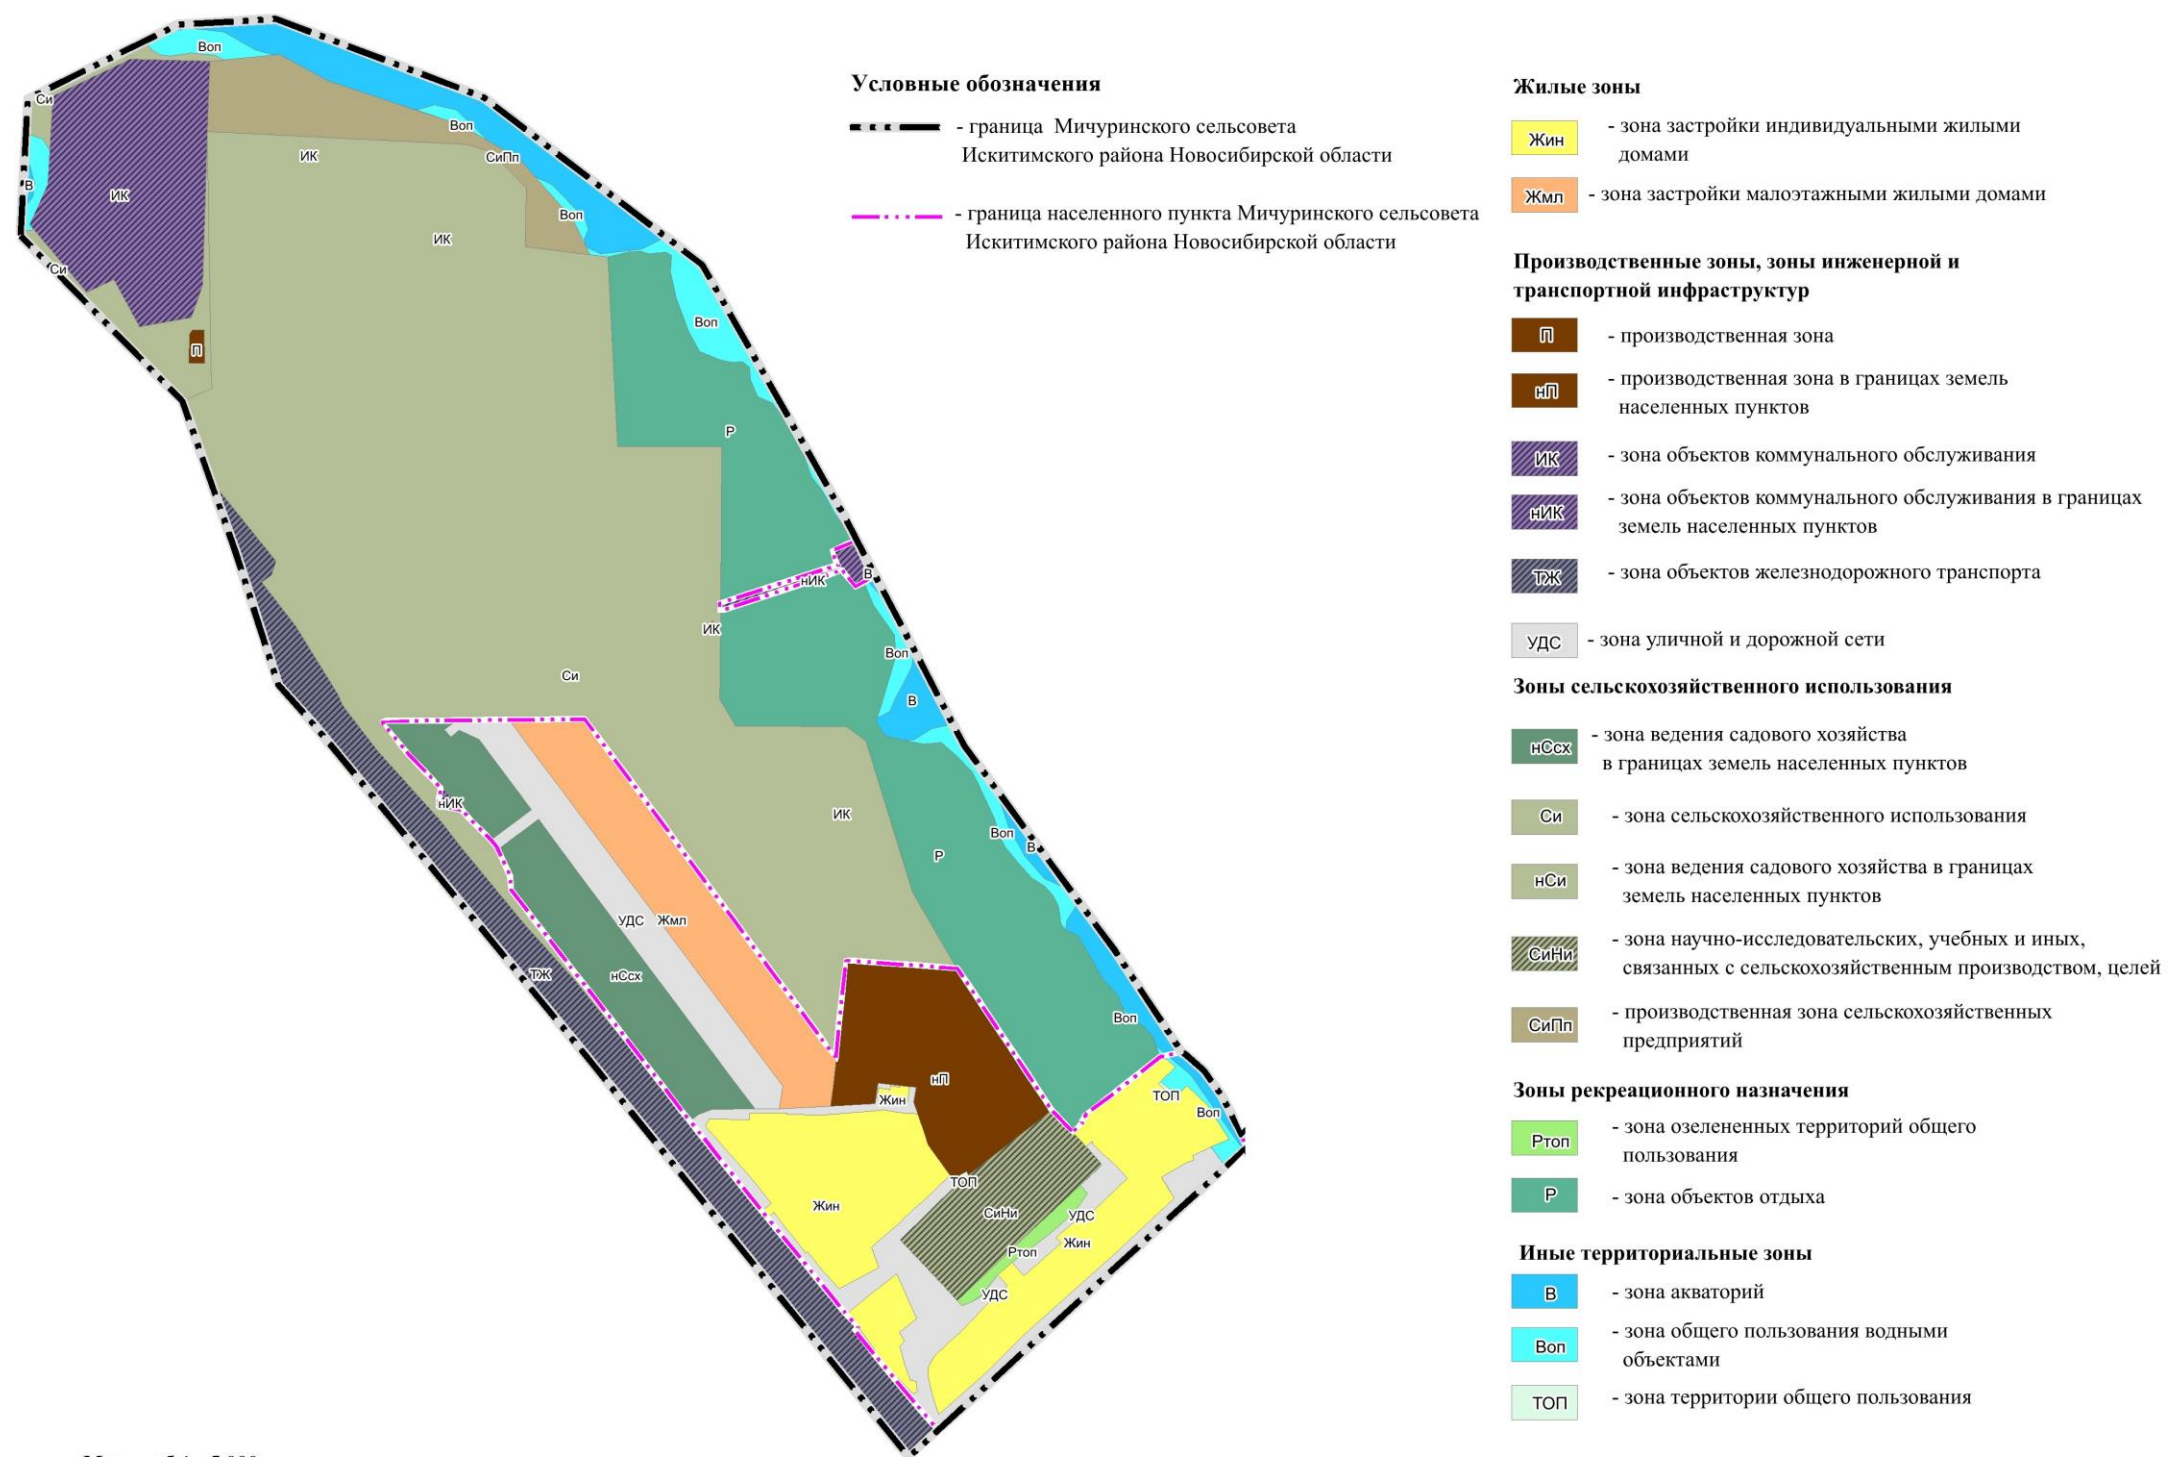 Воп
Си
Воп
ИК
СиПп
В
ИК
Воп
ИК
Си
Воп
П
Р
нИК
В
ИК
Воп
Си
В
нИК
ИК
Воп
В
Р
УДС
Жмл
ТЖ
нСсх
Воп
нП
Жин
ТОП
Воп
ТОП
Жин
СиНи
УДС
Жин
Ртоп
УДС
Условные обозначения
- граница Мичуринского сельсовета
Искитимского района Новосибирской области
- граница населенного пункта Мичуринского сельсовета
Искитимского района Новосибирской области
Жилые зоны
Жин - зона застройки индивидуальными жилыми
домами
Жмл - зона застройки малоэтажными жилыми домами
Производственные зоны, зоны инженерной и
транспортной инфраструктур
П - производственная зона
нП - производственная зона в границах земель
населенных пунктов
ИК - зона объектов коммунального обслуживания
нИК - зона объектов коммунального обслуживания в границах
земель населенных пунктов
ТЖ - зона объектов железнодорожного транспорта
УДС - зона уличной и дорожной сети
Зоны сельскохозяйственного использования
нСсх - зона ведения садового хозяйства
в границах земель населенных пунктов
Си - зона сельскохозяйственного использования
нСи - зона ведения садового хозяйства в границах
земель населенных пунктов
СиНи - зона научно-исследовательских, учебных и иных,
связанных с сельскохозяйственным производством, целей
СиПп - производственная зона сельскохозяйственных
предприятий
Зоны рекреационного назначения
Ртоп - зона озелененных территорий общего
пользования
Р - зона объектов отдыха
Иные территориальные зоны
В - зона акваторий
Воп - зона общего пользования водными
объектами
ТОП - зона территории общего пользования